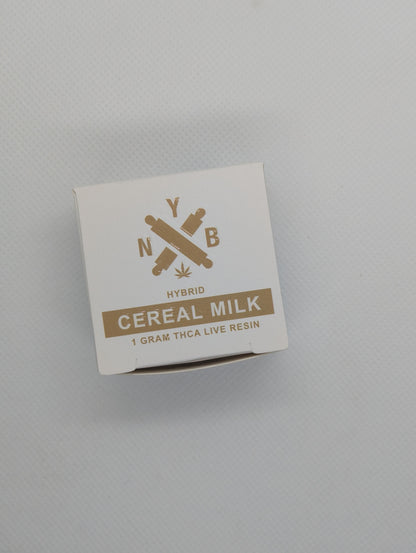 Y
N B
HYBRID
CEREAL MILK
1 GRAM THCA LIVE RESIN